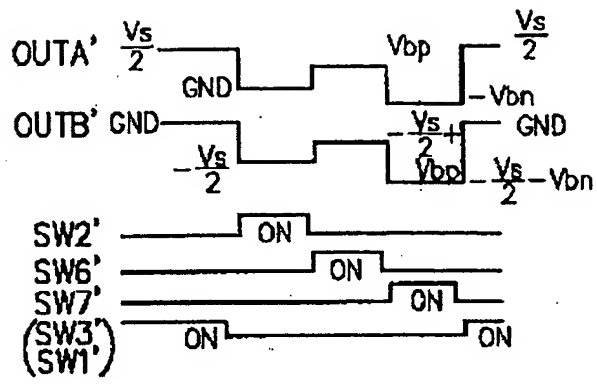 OUTA' Vs/2 GND Vbp -Vbn Vs/2
OUTB' GND -Vs/2 -Vs/2+Vbp -Vs/2-Vbn GND
SW2' ON
SW6' ON
SW7' ON
(SW3' SW1') ON ON